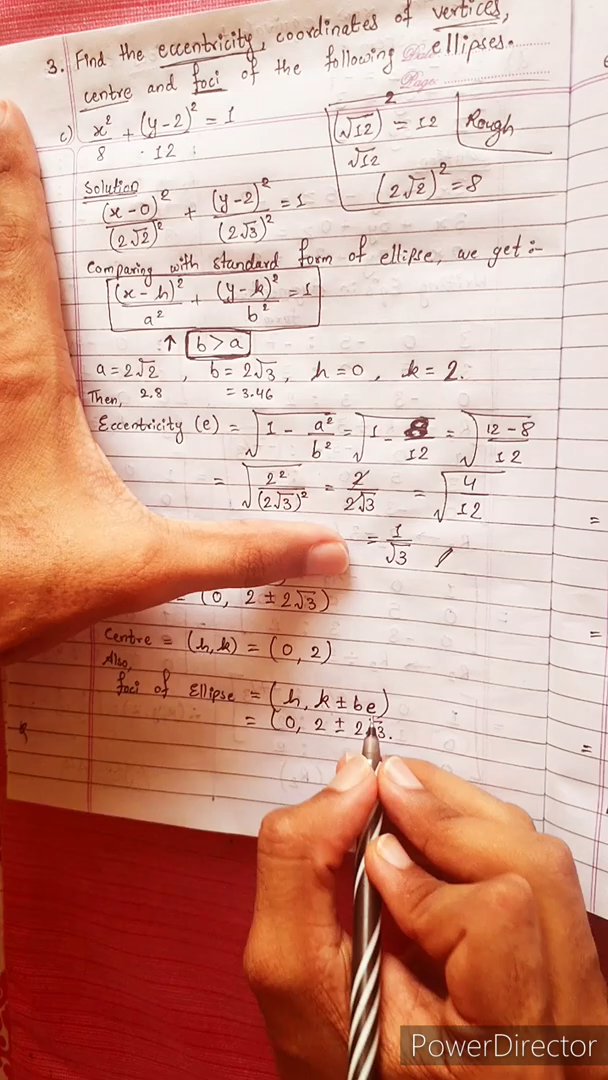 3. Find the eccentricity, coordinates of vertices,
centre and foci of the following ellipses.
Date
Page
c) x²/8 + (y-2)²/12 = 1
(√12)² = 12
√12
(2√2)² = 8
Rough
Solution
(x-0)²/(2√2)² + (y-2)²/(2√3)² = 1
Comparing with standard form of ellipse, we get :-
(x-h)²/a² + (y-k)²/b² = 1
↑ b > a
a = 2√2, b = 2√3, h = 0, k = 2.
Then, 2.8 = 3.46
Eccentricity (e) = √(1 - a²/b²) = √(1 - 8/12) = √((12-8)/12)
= √(2²/(2√3)²) = 2/2√3 = √(4/12)
= 1/√3
= (0, 2 ± 2√3)
Centre = (h, k) = (0, 2)
Also,
foci of Ellipse = (h, k ± be)
= (0, 2 ± 2√3.
PowerDirector